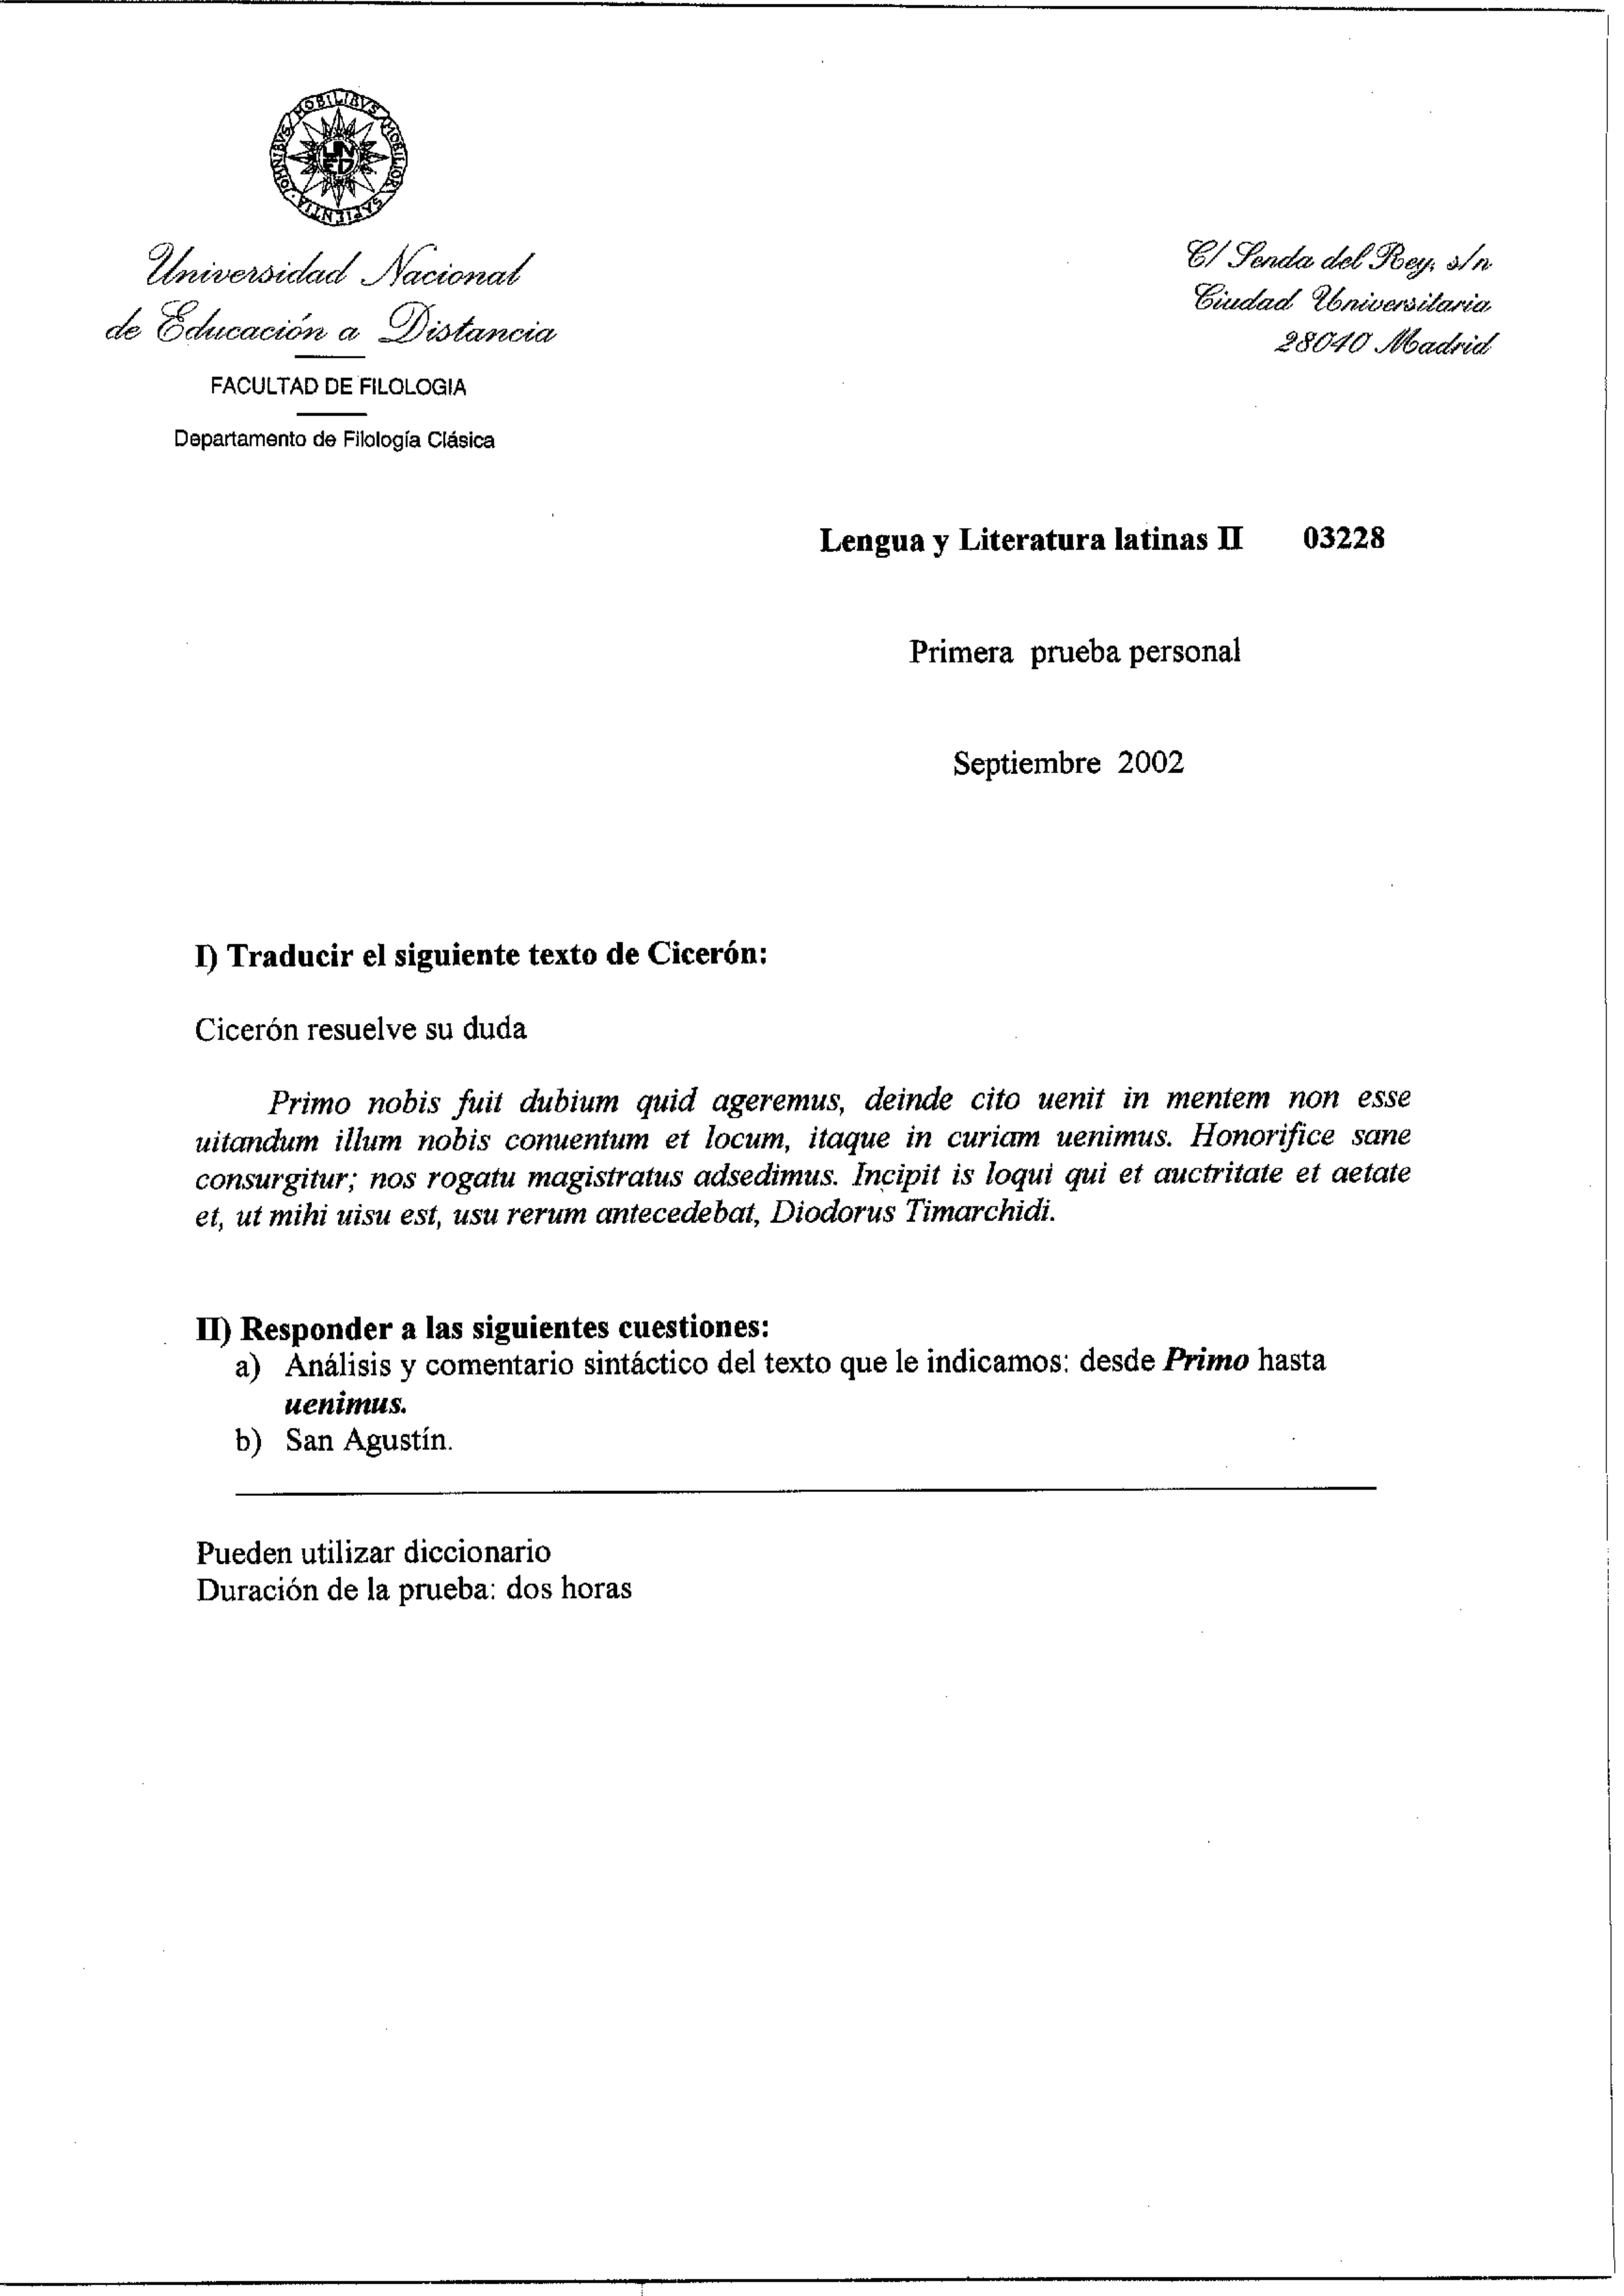 OMNIBVS MOBILIBVS MOBILIOR SAPIENTIA
UN
ED
Universidad Nacional
de Educación a Distancia
FACULTAD DE FILOLOGIA
Departamento de Filología Clásica
C/ Senda del Rey, s/n
Ciudad Universitaria
28040 Madrid
Lengua y Literatura latinas II 03228
Primera prueba personal
Septiembre 2002
I) Traducir el siguiente texto de Cicerón:
Cicerón resuelve su duda
Primo nobis fuit dubium quid ageremus, deinde cito uenit in mentem non esse
uitandum illum nobis conuentum et locum, itaque in curiam uenimus. Honorifice sane
consurgitur; nos rogatu magistratus adsedimus. Incipit is loqui qui et auctritate et aetate
et, ut mihi uisu est, usu rerum antecedebat, Diodorus Timarchidi.
II) Responder a las siguientes cuestiones:
a) Análisis y comentario sintáctico del texto que le indicamos: desde Primo hasta
uenimus.
b) San Agustín.
Pueden utilizar diccionario
Duración de la prueba: dos horas